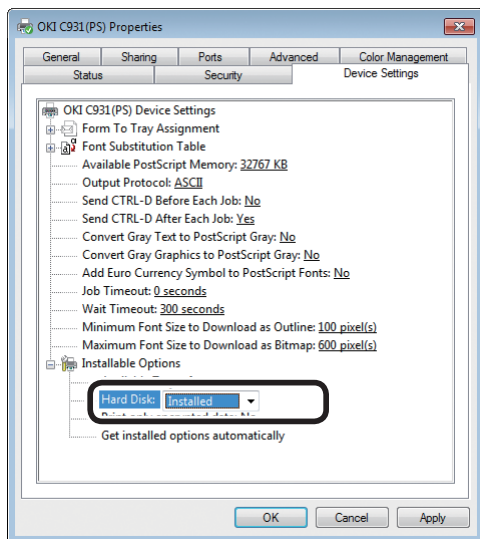 OKI C931(PS) Properties
General Sharing Ports Advanced Color Management
Status Security Device Settings
OKI C931(PS) Device Settings
Form To Tray Assignment
Font Substitution Table
Available PostScript Memory: 32767 KB
Output Protocol: ASCII
Send CTRL-D Before Each Job: No
Send CTRL-D After Each Job: Yes
Convert Gray Text to PostScript Gray: No
Convert Gray Graphics to PostScript Gray: No
Add Euro Currency Symbol to PostScript Fonts: No
Job Timeout: 0 seconds
Wait Timeout: 300 seconds
Minimum Font Size to Download as Outline: 100 pixel(s)
Maximum Font Size to Download as Bitmap: 600 pixel(s)
Installable Options
Hard Disk: Installed
Print only encrypted data: No
Get installed options automatically
OK Cancel Apply